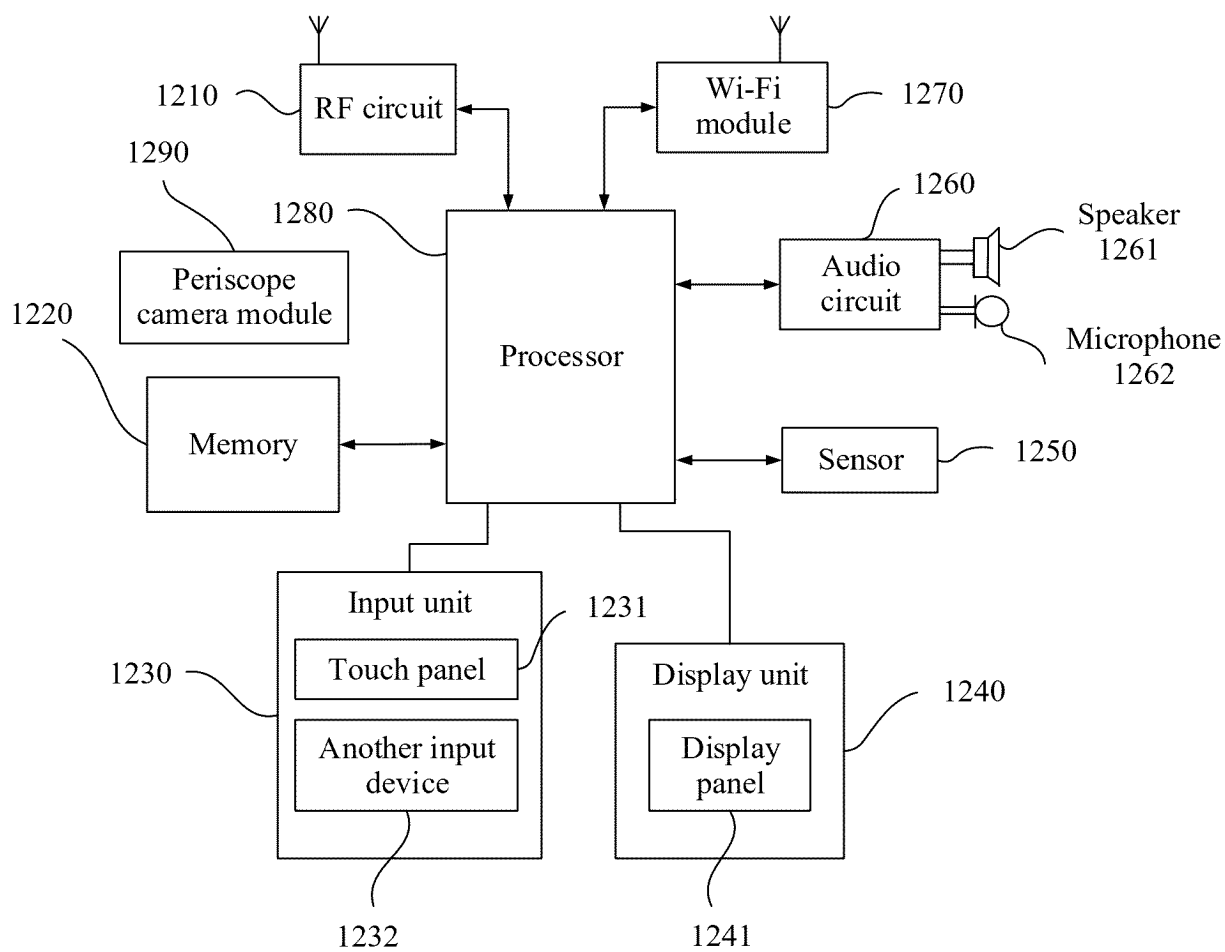 1210
RF circuit
Wi-Fi
module
1270
1290
1280
1260
Speaker
1261
Periscope
camera module
Audio
circuit
1220
Processor
Microphone
1262
Memory
Sensor
1250
Input unit
1231
1230
Touch panel
Display unit
1240
Another input
device
Display
panel
1232
1241